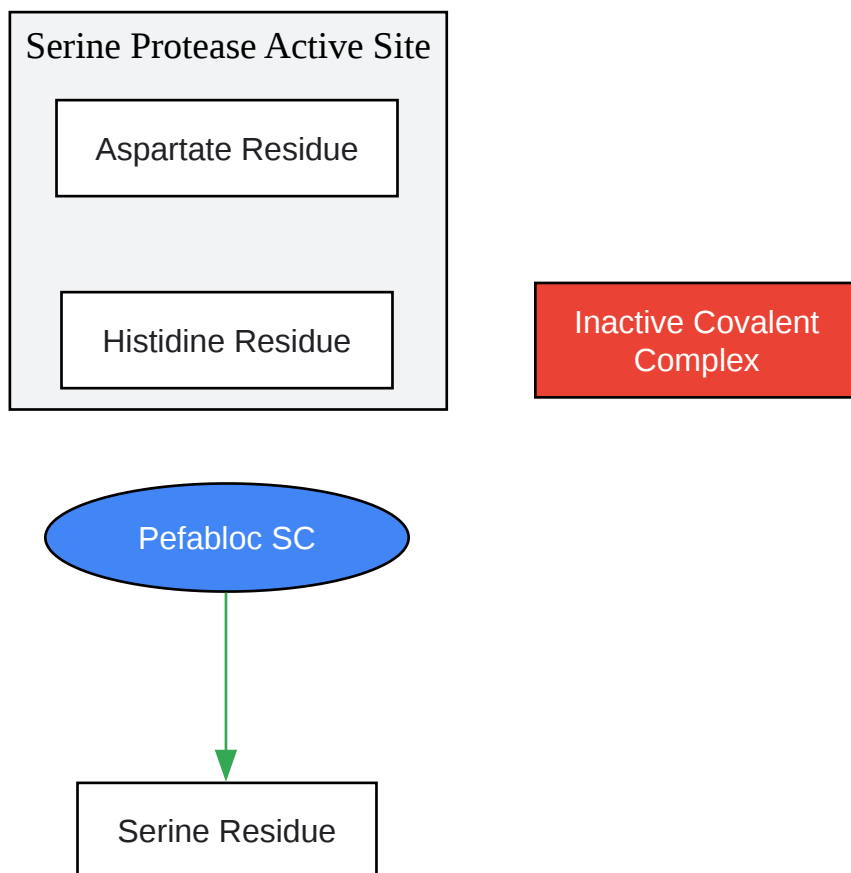 Serine Protease Active Site
Aspartate Residue
Histidine Residue
Inactive Covalent
Complex
Pefabloc SC
Serine Residue